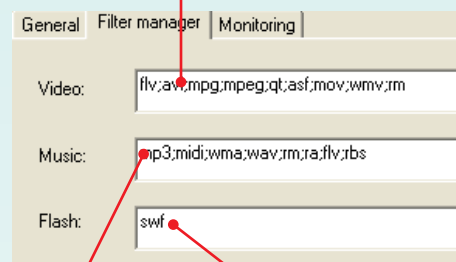 General Filter manager Monitoring
Video: flv;avi;mpg;mpeg;qt;asf;mov;wmv;rm
Music: mp3;midi;wma;wav;rm;ra;flv;rbs
Flash: swf